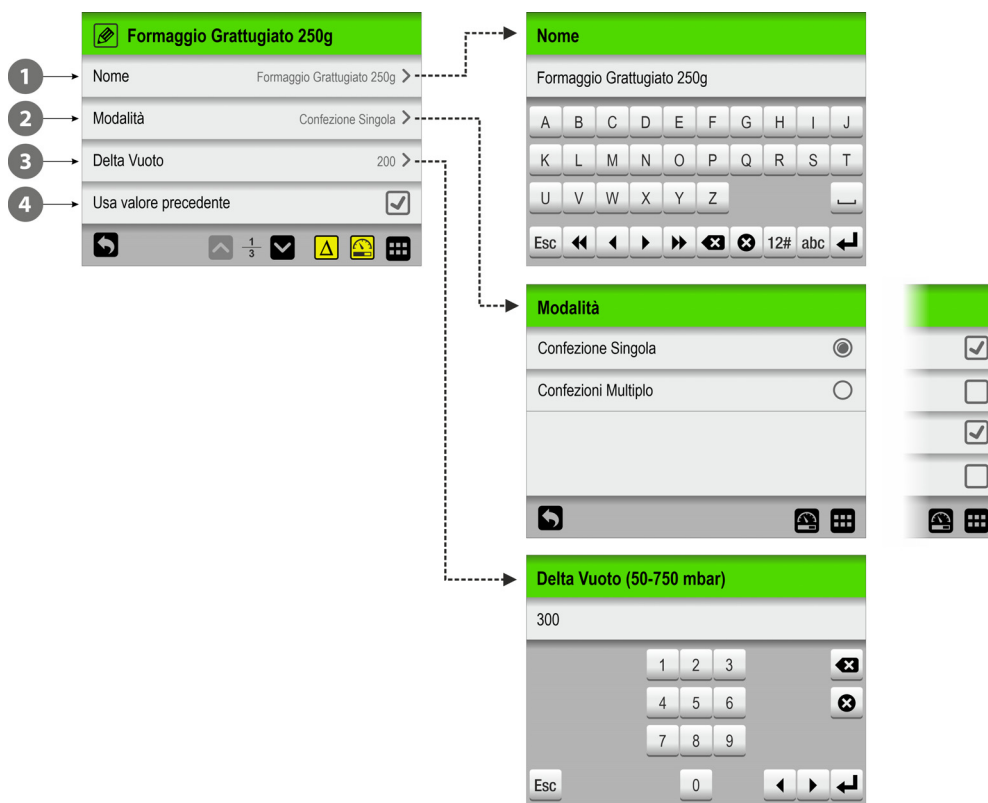 Formaggio Grattugiato 250g
1 Nome Formaggio Grattugiato 250g
2 Modalità Confezione Singola
3 Delta Vuoto 200
4 Usa valore precedente
1
3
Δ
Nome
Formaggio Grattugiato 250g
A B C D E F G H I J
K L M N O P Q R S T
U V W X Y Z
Esc 12# abc
Modalità
Confezione Singola
Confezioni Multiplo
Delta Vuoto (50-750 mbar)
300
1 2 3
4 5 6
7 8 9
Esc 0